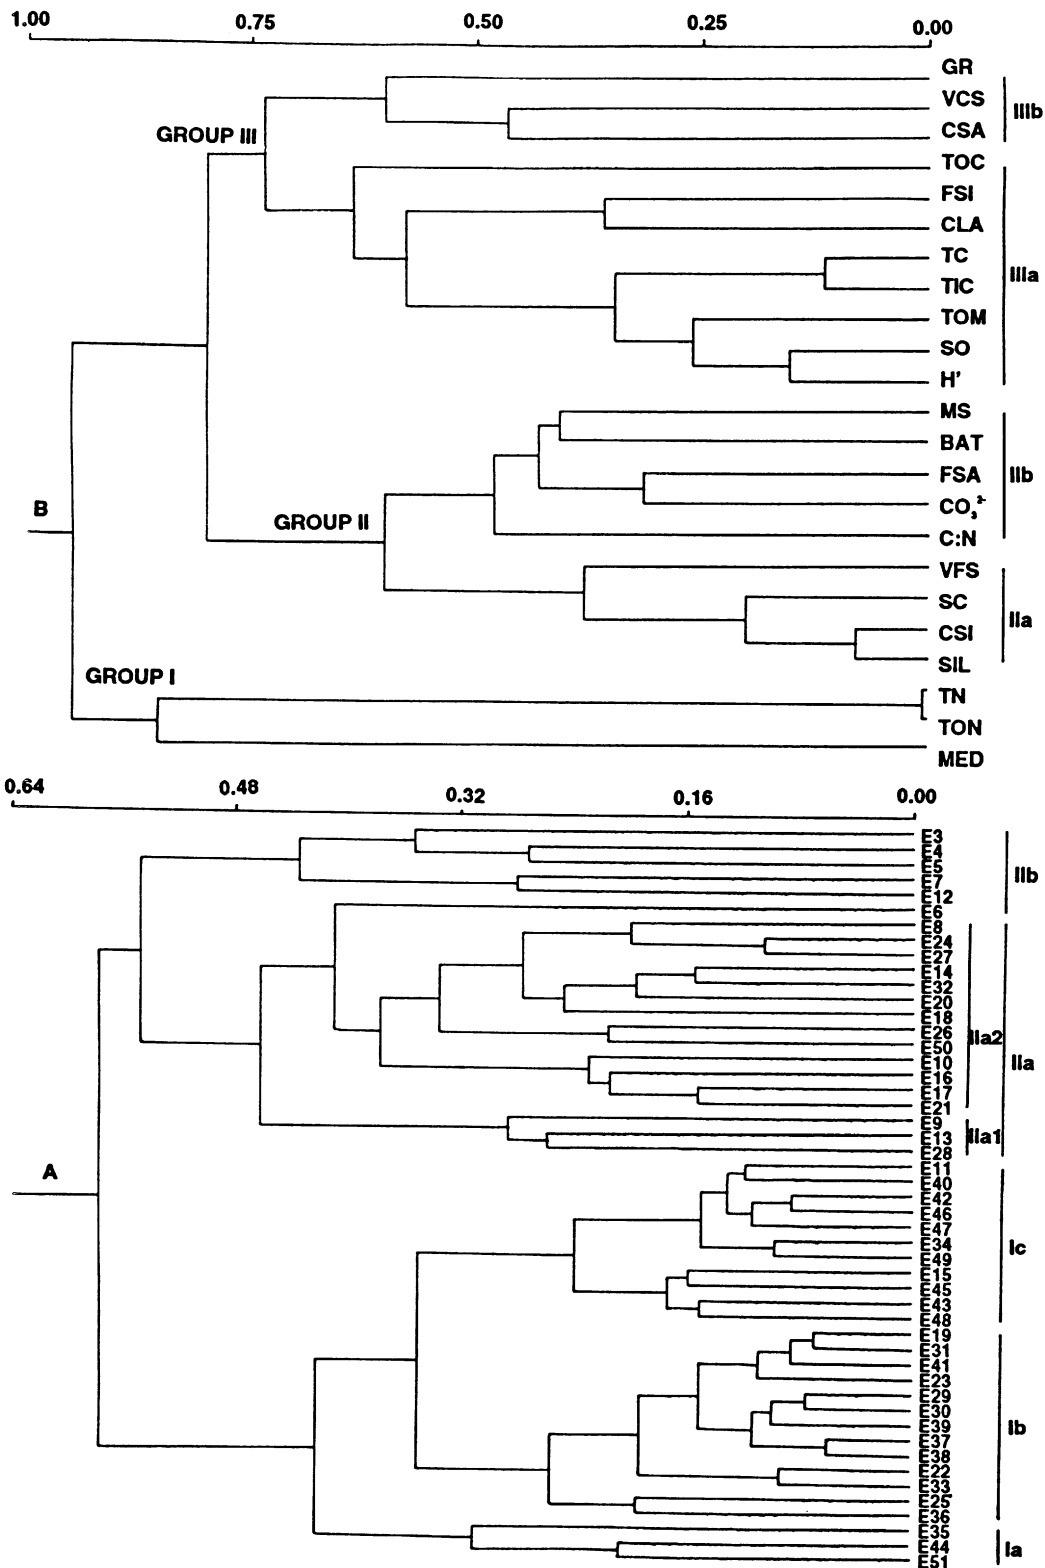 1.00 0.75 0.50 0.25 0.00
GR
VCS
IIIb
CSA
GROUP III
TOC
FSI
CLA
TC
IIIa
TIC
TOM
SO
H'
MS
BAT
FSA
IIb
CO₃²⁻
B
GROUP II
C:N
VFS
SC
IIa
CSI
SIL
GROUP I
TN
TON
MED
0.64 0.48 0.32 0.16 0.00
E3
E4
E5
E7
IIb
E12
E6
E8
E24
E27
E14
E32
E20
E18
E26
IIa2
E50
E10
IIa
E16
E17
E21
E9
E13
IIa1
E28
A
E11
E40
E42
E46
E47
E34
Ic
E49
E15
E45
E43
E48
E19
E31
E41
E23
E29
E30
E39
Ib
E37
E38
E22
E33
E25
E36
E35
E44
Ia
E51